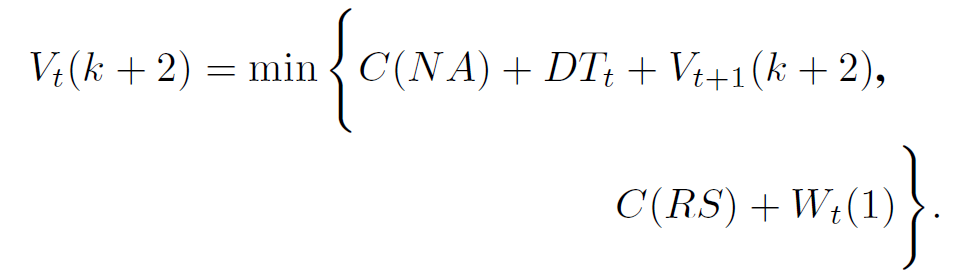 V_t(k + 2) = min { C(NA) + DT_t + V_{t+1}(k + 2),
C(RS) + W_t(1) }.